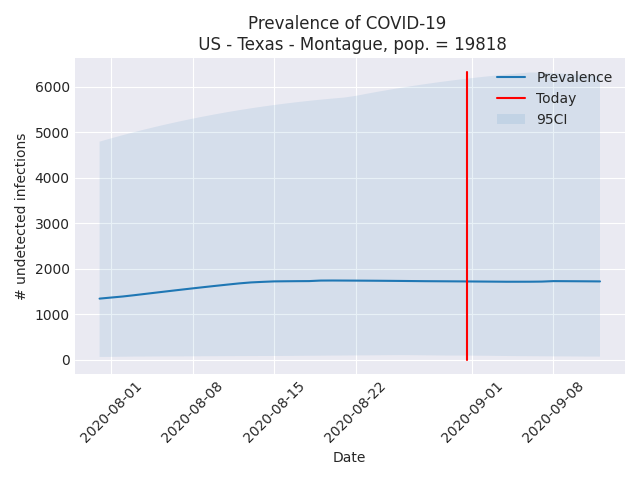 Prevalence of COVID-19
US - Texas - Montague, pop. = 19818
Prevalence
Today
95CI
# undetected infections
6000
5000
4000
3000
2000
1000
0
2020-08-01
2020-08-08
2020-08-15
2020-08-22
2020-09-01
2020-09-08
Date